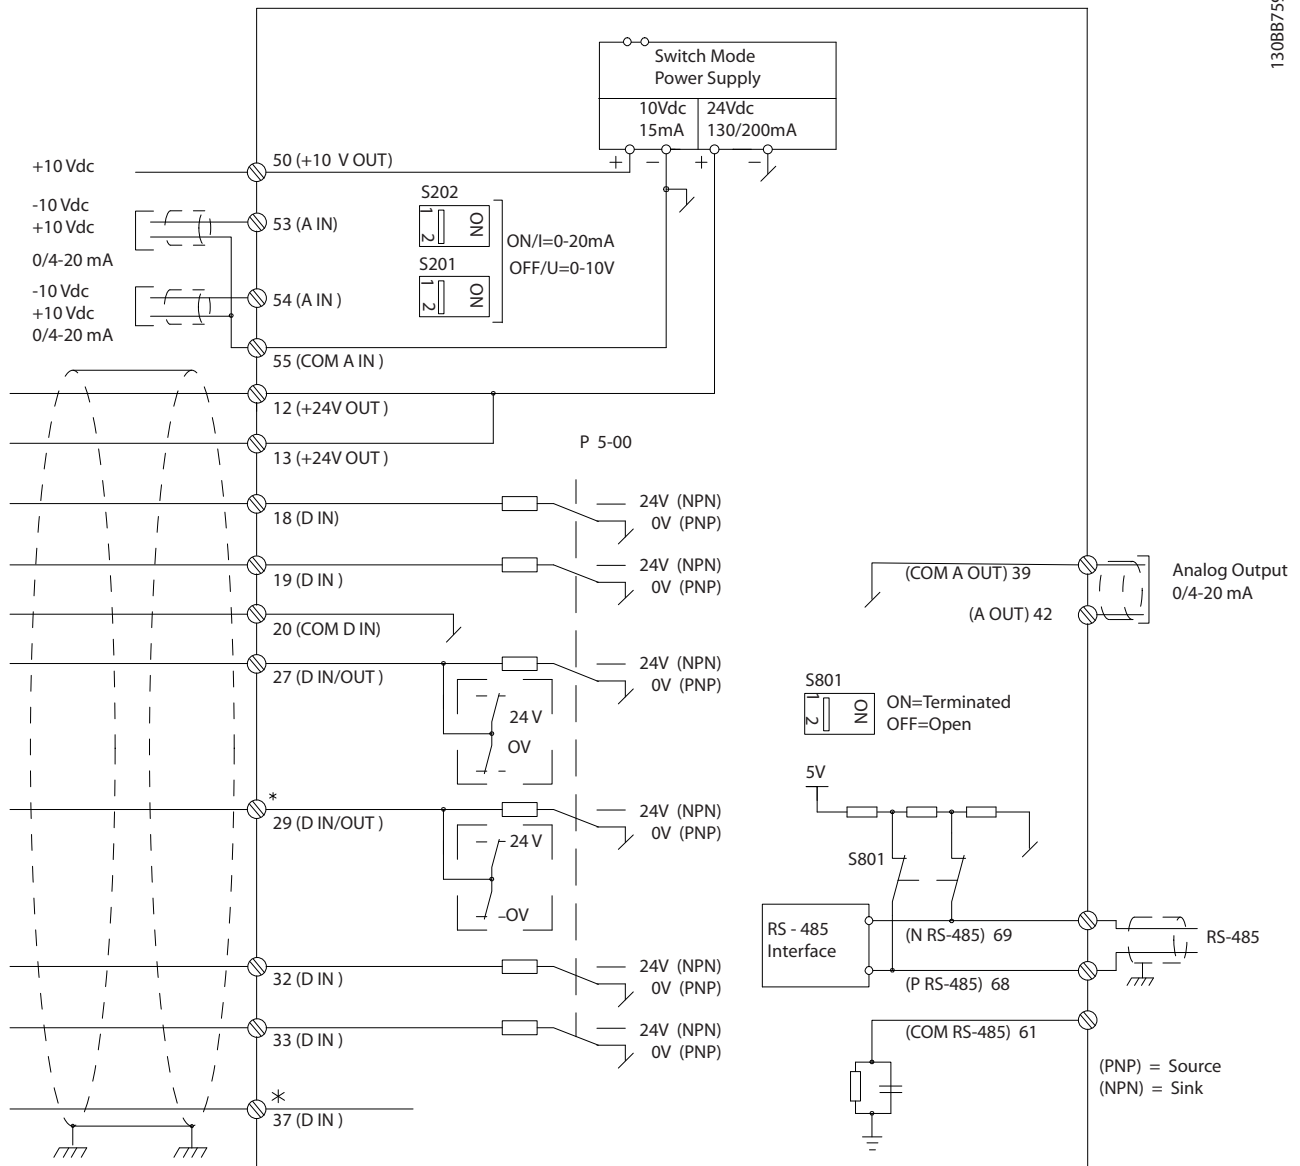 130BB759
Switch Mode
Power Supply
10Vdc
15mA
24Vdc
130/200mA
+ − + −
+10 Vdc
50 (+10 V OUT)
-10 Vdc
+10 Vdc
0/4-20 mA
53 (A IN)
S202
1
2
ON
S201
1
2
ON
ON/I=0-20mA
OFF/U=0-10V
-10 Vdc
+10 Vdc
0/4-20 mA
54 (A IN )
55 (COM A IN )
12 (+24V OUT )
13 (+24V OUT )
P 5-00
18 (D IN)
24V (NPN)
0V (PNP)
19 (D IN )
24V (NPN)
0V (PNP)
20 (COM D IN)
27 (D IN/OUT )
24V (NPN)
0V (PNP)
24 V
OV
*
29 (D IN/OUT )
24V (NPN)
0V (PNP)
24 V
OV
32 (D IN )
24V (NPN)
0V (PNP)
33 (D IN )
24V (NPN)
0V (PNP)
*
37 (D IN )
(COM A OUT) 39
(A OUT) 42
Analog Output
0/4-20 mA
S801
1
2
ON
ON=Terminated
OFF=Open
5V
S801
RS - 485
Interface
(N RS-485) 69
(P RS-485) 68
RS-485
(COM RS-485) 61
(PNP) = Source
(NPN) = Sink